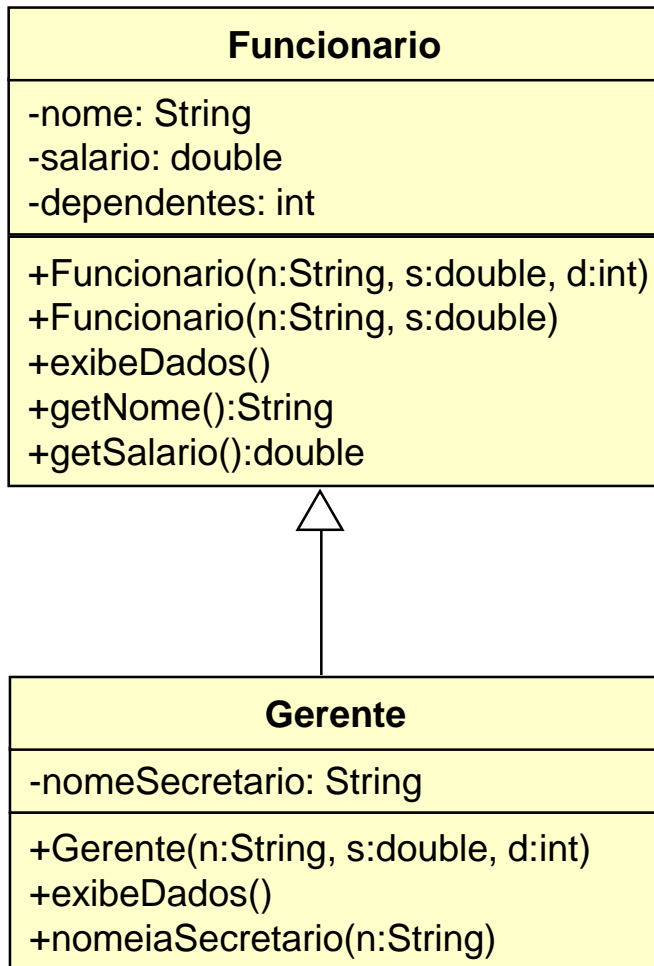 Funcionario
-nome: String
-salario: double
-dependentes: int
+Funcionario(n:String, s:double, d:int)
+Funcionario(n:String, s:double)
+exibeDados()
+getNome():String
+getSalario():double
Gerente
-nomeSecretario: String
+Gerente(n:String, s:double, d:int)
+exibeDados()
+nomeiaSecretario(n:String)